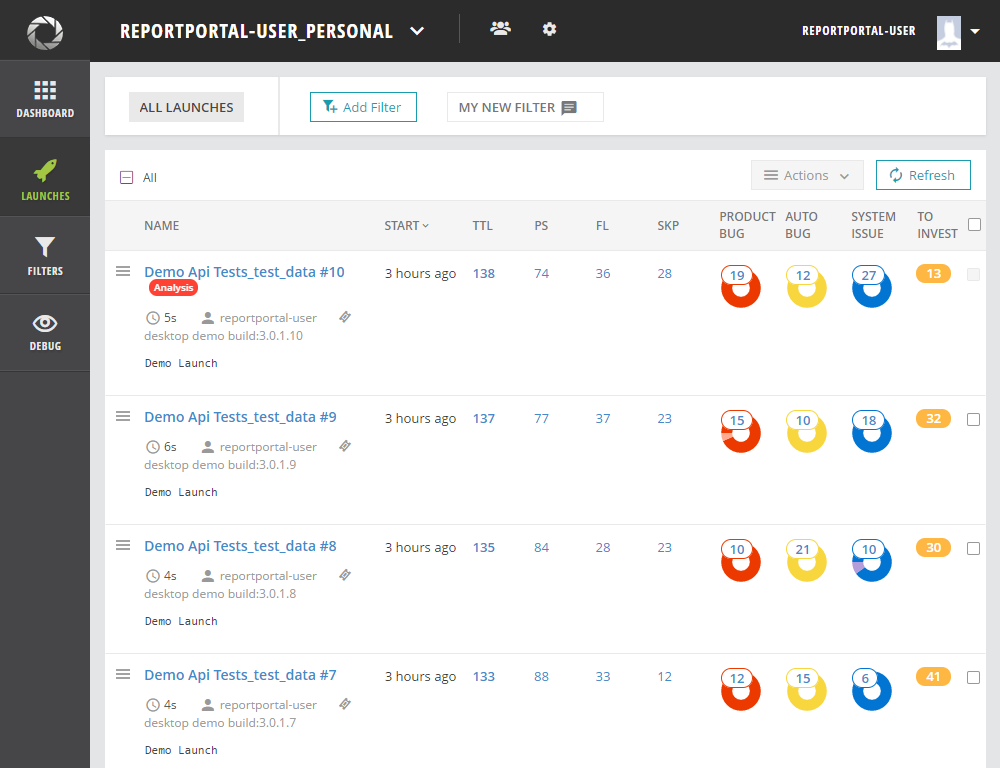 REPORTPORTAL-USER_PERSONAL REPORTPORTAL-USER
DASHBOARD
LAUNCHES
FILTERS
DEBUG
ALL LAUNCHES Add Filter MY NEW FILTER
All Actions Refresh
NAME START TTL PS FL SKP PRODUCT BUG AUTO BUG SYSTEM ISSUE TO INVEST
Demo Api Tests_test_data #10 3 hours ago 138 74 36 28 19 12 27 13
Analysis
5s reportportal-user
desktop demo build:3.0.1.10
Demo Launch
Demo Api Tests_test_data #9 3 hours ago 137 77 37 23 15 10 18 32
6s reportportal-user
desktop demo build:3.0.1.9
Demo Launch
Demo Api Tests_test_data #8 3 hours ago 135 84 28 23 10 21 10 30
4s reportportal-user
desktop demo build:3.0.1.8
Demo Launch
Demo Api Tests_test_data #7 3 hours ago 133 88 33 12 12 15 6 41
4s reportportal-user
desktop demo build:3.0.1.7
Demo Launch